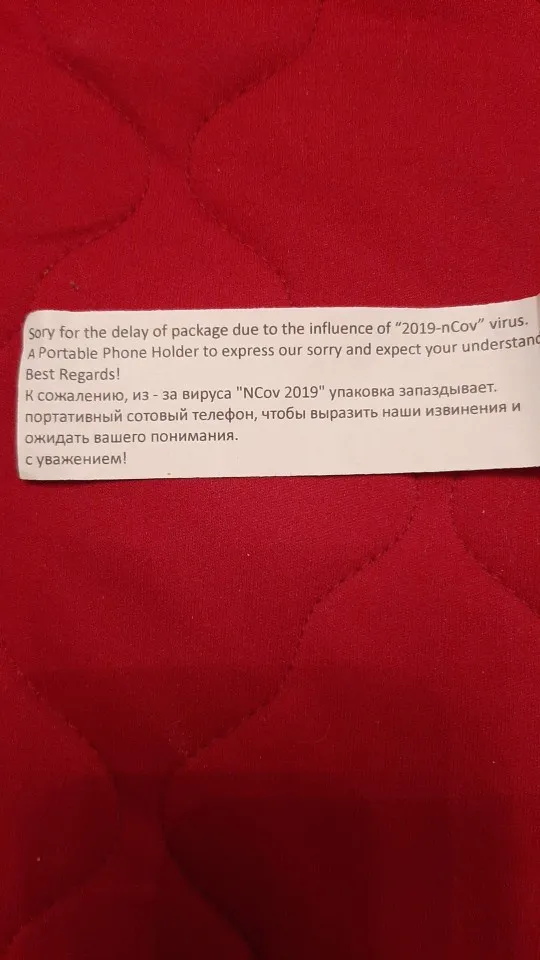 Sory for the delay of package due to the influence of “2019-nCov” virus.
A Portable Phone Holder to express our sorry and expect your understand
Best Regards!
К сожалению, из - за вируса "NCov 2019" упаковка запаздывает.
портативный сотовый телефон, чтобы выразить наши извинения и
ожидать вашего понимания.
с уважением!